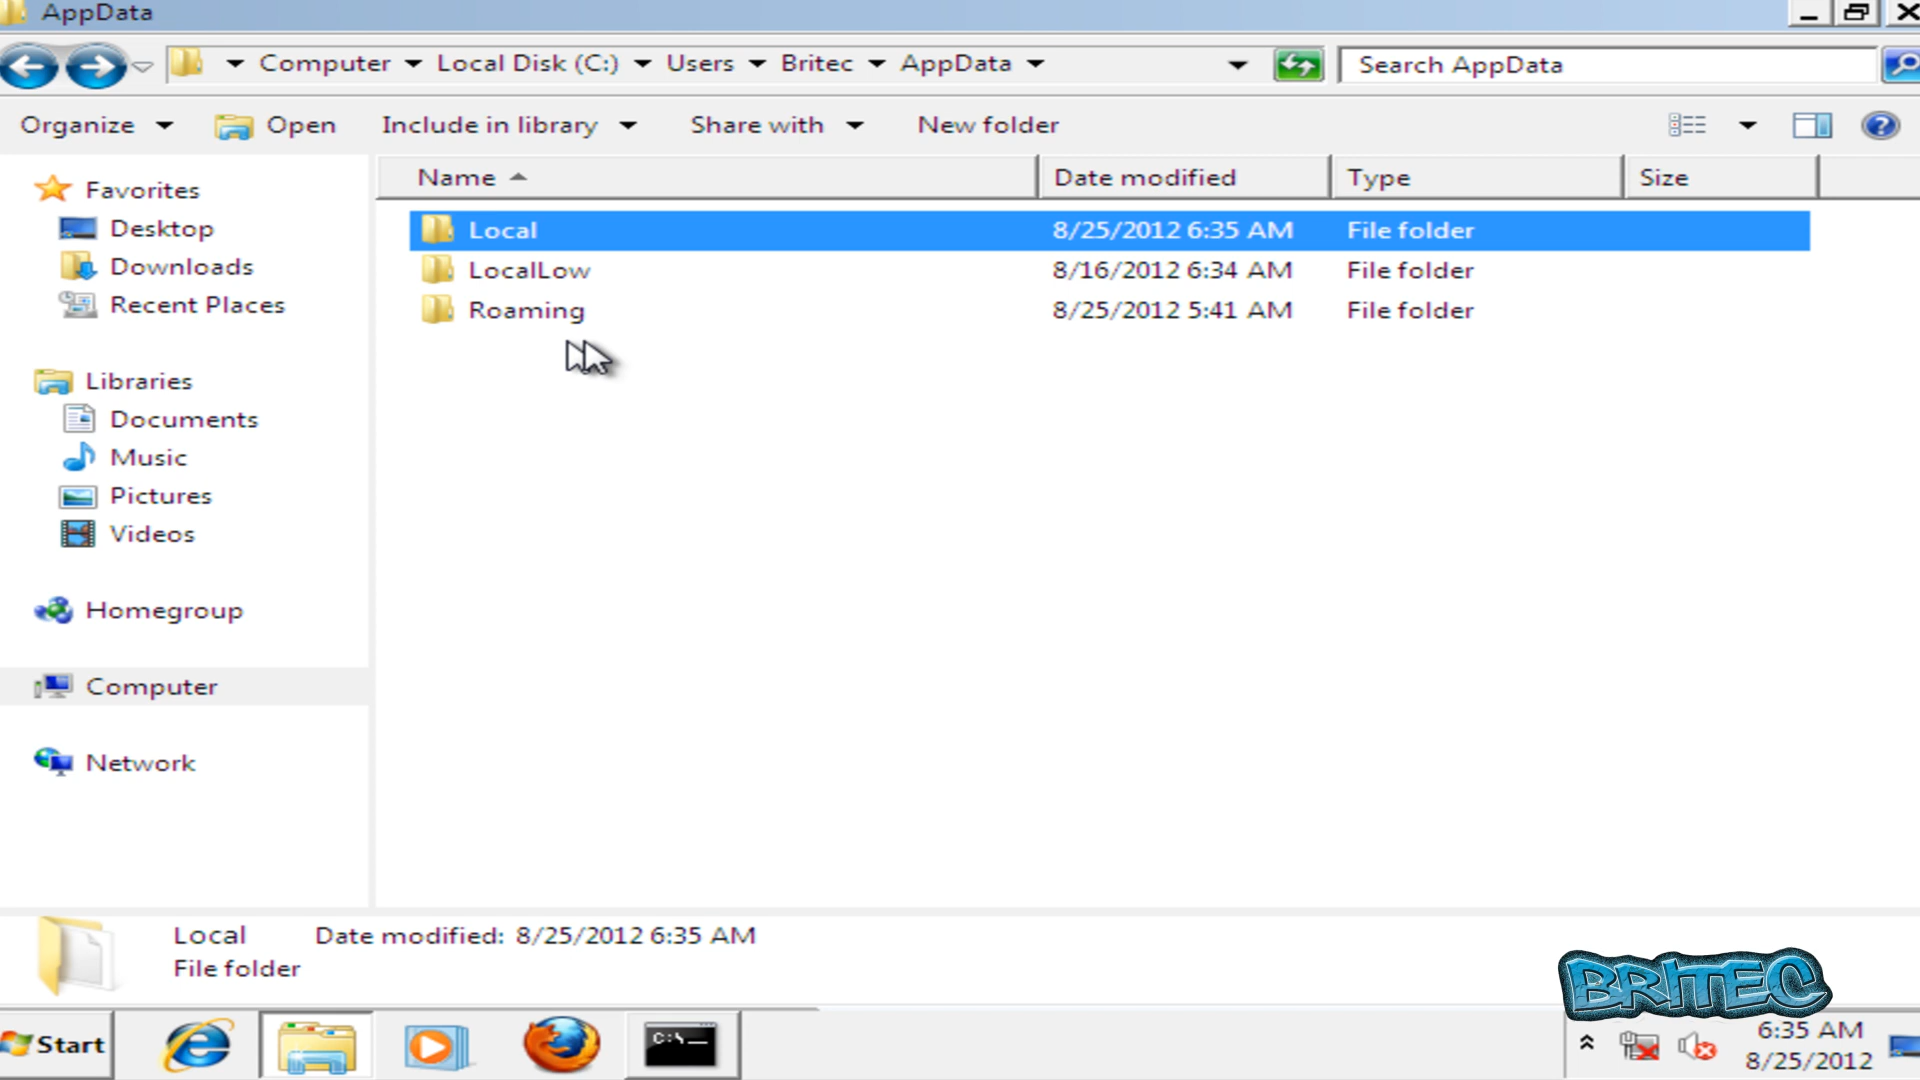 AppData
Computer Local Disk (C:) Users Britec AppData Search AppData
Organize Open Include in library Share with New folder
Name Date modified Type Size
Favorites
Desktop
Downloads
Recent Places
Libraries
Documents
Music
Pictures
Videos
Homegroup
Computer
Network
Local 8/25/2012 6:35 AM File folder
LocalLow 8/16/2012 6:34 AM File folder
Roaming 8/25/2012 5:41 AM File folder
Local Date modified: 8/25/2012 6:35 AM
File folder
BRITEC
Start
C:\
6:35 AM
8/25/2012